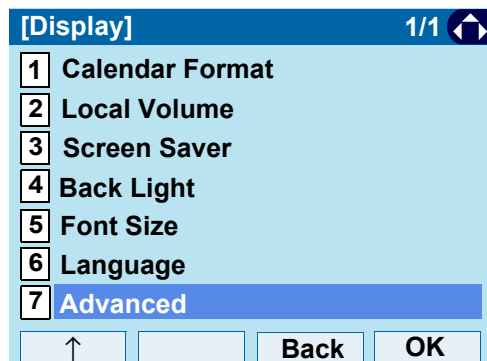 [Display] 1/1
1 Calendar Format
2 Local Volume
3 Screen Saver
4 Back Light
5 Font Size
6 Language
7 Advanced
↑ Back OK